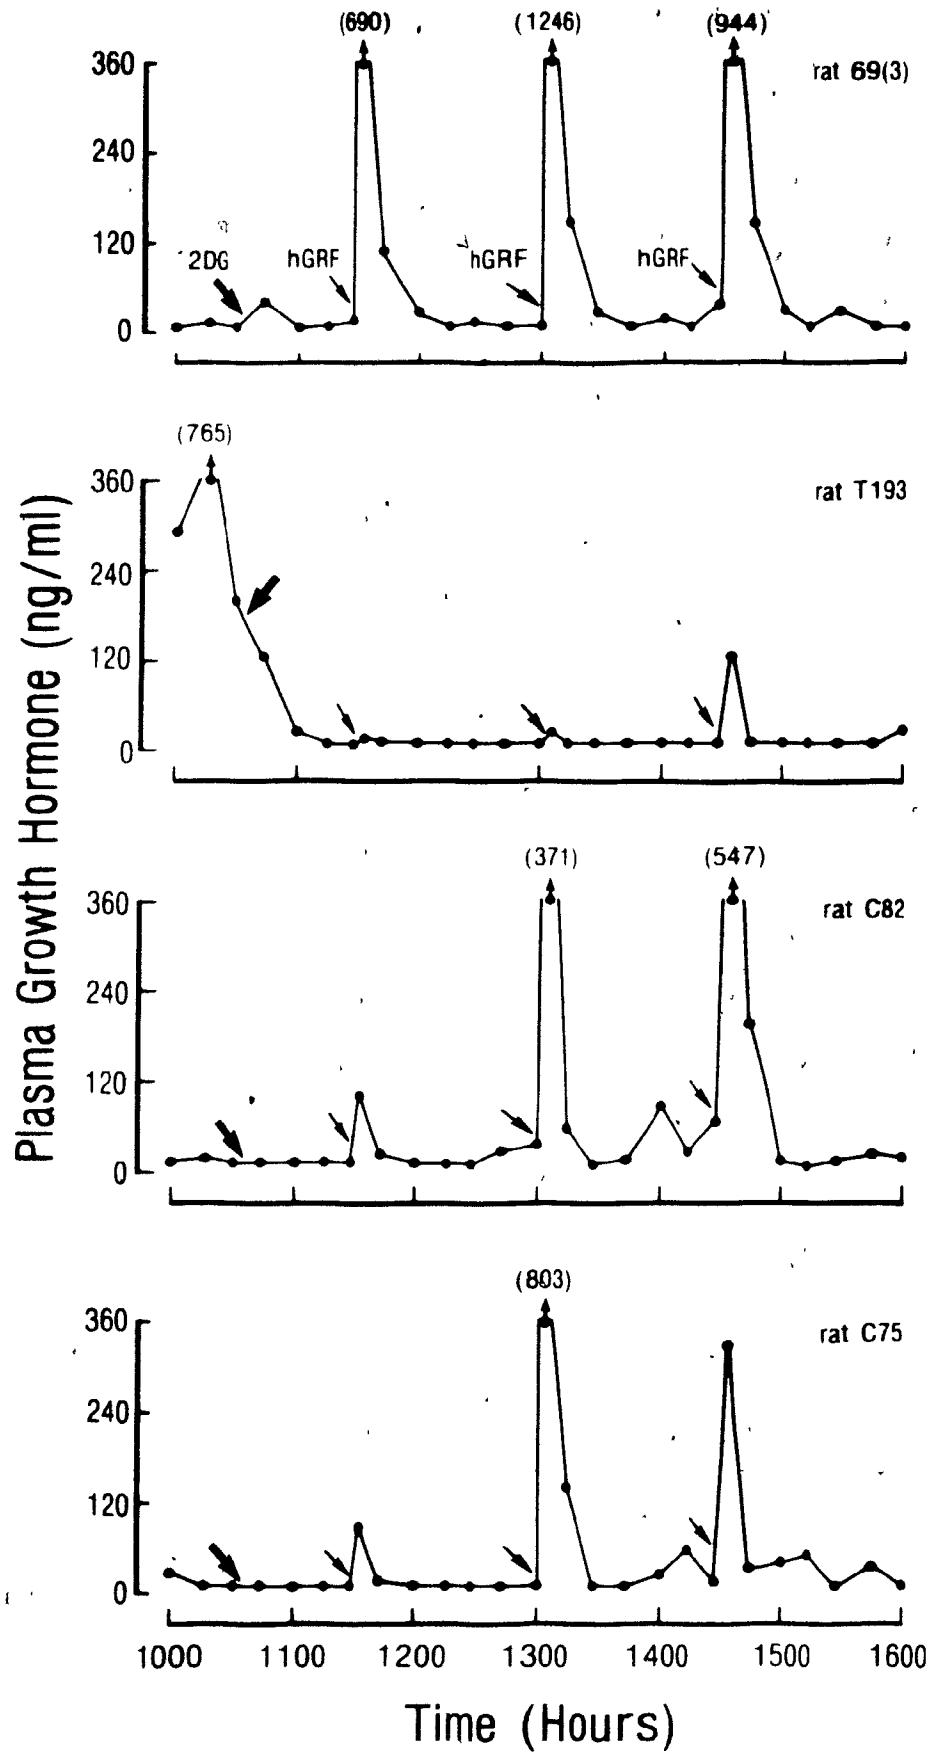 (690) (1246) (944)
360 rat 69(3)
240
120
2DG hGRF hGRF hGRF
0
(765)
360 rat T193
240
120
0
Plasma Growth Hormone (ng/ml)
(371) (547)
360 rat C82
240
120
0
(803)
360 rat C75
240
120
0
1000 1100 1200 1300 1400 1500 1600
Time (Hours)